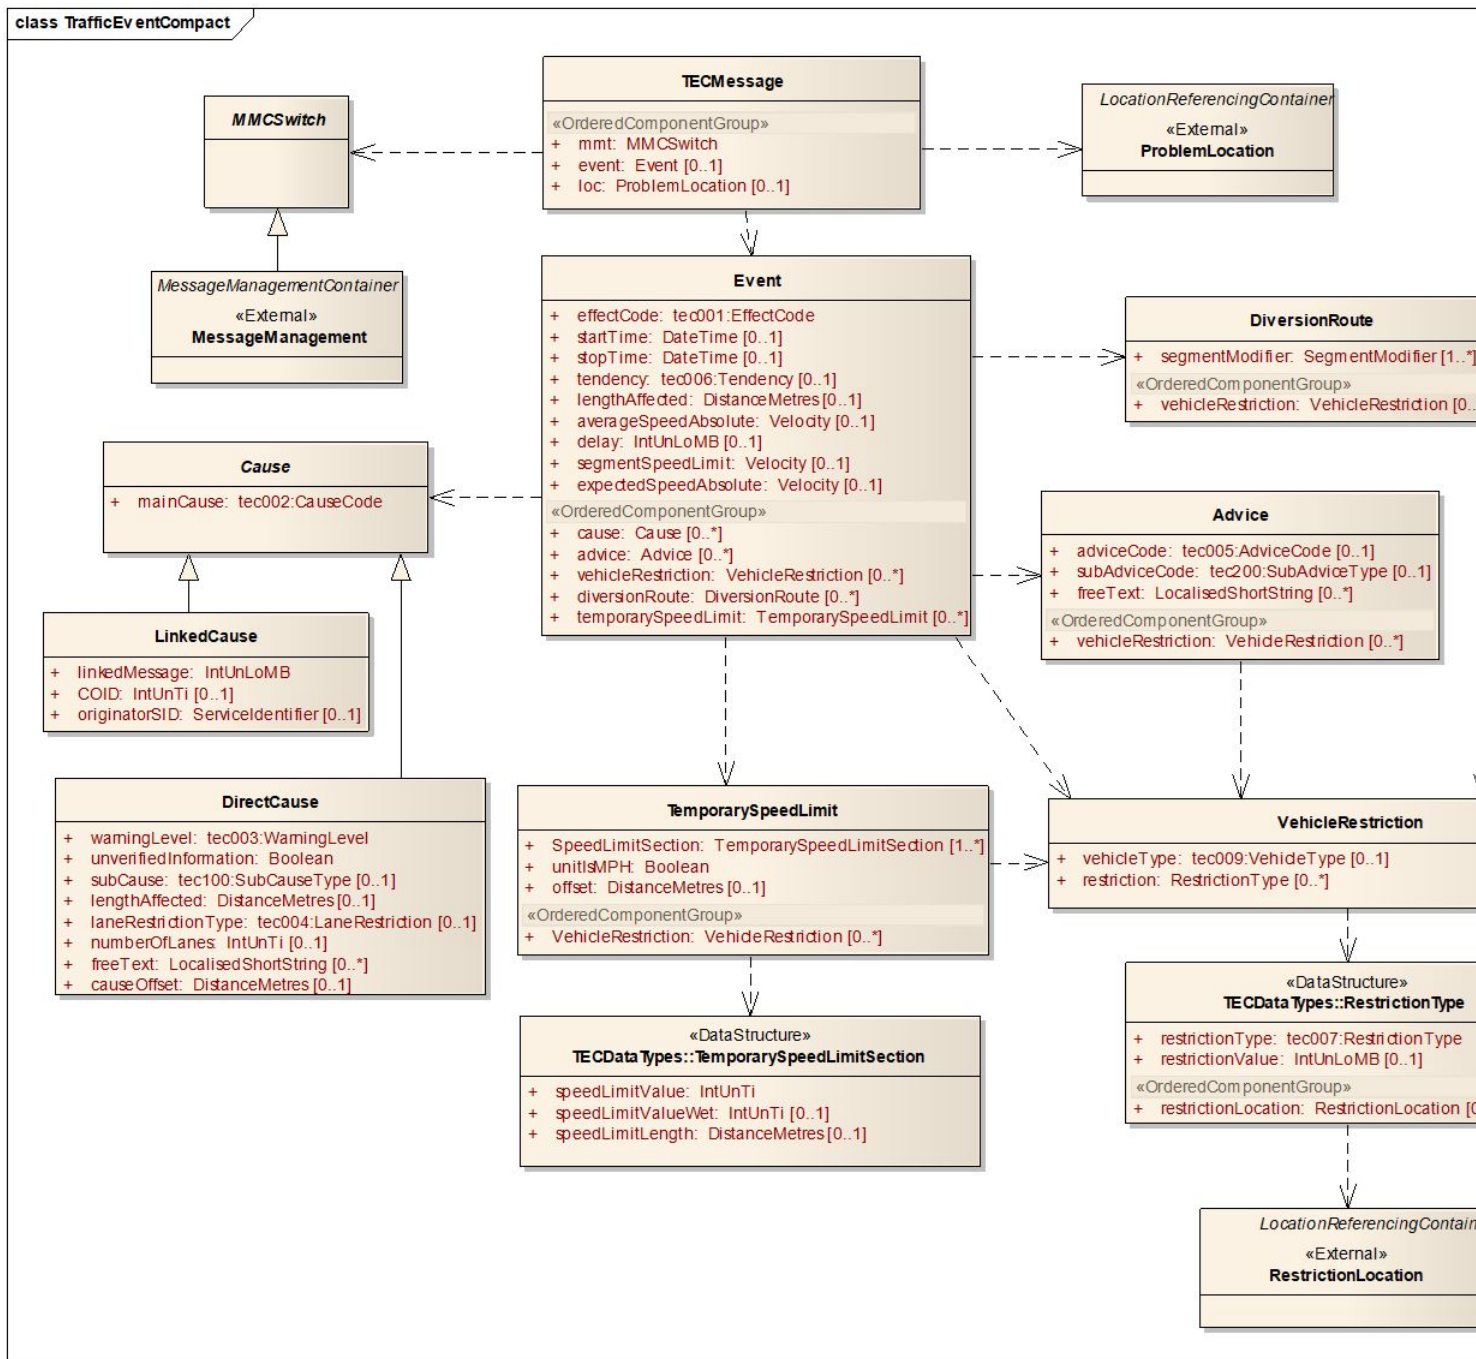 class TrafficEventCompact
TECMessage
«OrderedComponentGroup»
+ mmt: MMCSwitch
+ event: Event [0..1]
+ loc: ProblemLocation [0..1]
MMCSwitch
LocationReferencingContainer
«External»
ProblemLocation
MessageManagementContainer
«External»
MessageManagement
Event
+ effectCode: tec001:EffectCode
+ startTime: DateTime [0..1]
+ stopTime: DateTime [0..1]
+ tendency: tec006:Tendency [0..1]
+ lengthAffected: DistanceMetres [0..1]
+ averageSpeedAbsolute: Velocity [0..1]
+ delay: IntUnLoMB [0..1]
+ segmentSpeedLimit: Velocity [0..1]
+ expectedSpeedAbsolute: Velocity [0..1]
«OrderedComponentGroup»
+ cause: Cause [0..*]
+ advice: Advice [0..*]
+ vehicleRestriction: VehicleRestriction [0..*]
+ diversionRoute: DiversionRoute [0..*]
+ temporarySpeedLimit: TemporarySpeedLimit [0..*]
DiversionRoute
+ segmentModifier: SegmentModifier [1..*]
«OrderedComponentGroup»
+ vehicleRestriction: VehicleRestriction [0..
Cause
+ mainCause: tec002:CauseCode
Advice
+ adviceCode: tec005:AdviceCode [0..1]
+ subAdviceCode: tec200:SubAdviceType [0..1]
+ freeText: LocalisedShortString [0..*]
«OrderedComponentGroup»
+ vehicleRestriction: VehicleRestriction [0..*]
LinkedCause
+ linkedMessage: IntUnLoMB
+ COID: IntUnTi [0..1]
+ originatorSID: ServiceIdentifier [0..1]
DirectCause
+ warningLevel: tec003:WarningLevel
+ unverifiedInformation: Boolean
+ subCause: tec100:SubCauseType [0..1]
+ lengthAffected: DistanceMetres [0..1]
+ laneRestrictionType: tec004:LaneRestriction [0..1]
+ numberOfLanes: IntUnTi [0..1]
+ freeText: LocalisedShortString [0..*]
+ causeOffset: DistanceMetres [0..1]
TemporarySpeedLimit
+ SpeedLimitSection: TemporarySpeedLimitSection [1..*]
+ unitIsMPH: Boolean
+ offset: DistanceMetres [0..1]
«OrderedComponentGroup»
+ VehicleRestriction: VehicleRestriction [0..*]
VehicleRestriction
+ vehicleType: tec009:VehicleType [0..1]
+ restriction: RestrictionType [0..*]
«DataStructure»
TECDataTypes::TemporarySpeedLimitSection
+ speedLimitValue: IntUnTi
+ speedLimitValueWet: IntUnTi [0..1]
+ speedLimitLength: DistanceMetres [0..1]
«DataStructure»
TECDataTypes::RestrictionType
+ restrictionType: tec007:RestrictionType
+ restrictionValue: IntUnLoMB [0..1]
«OrderedComponentGroup»
+ restrictionLocation: RestrictionLocation [0
LocationReferencingContain
«External»
RestrictionLocation